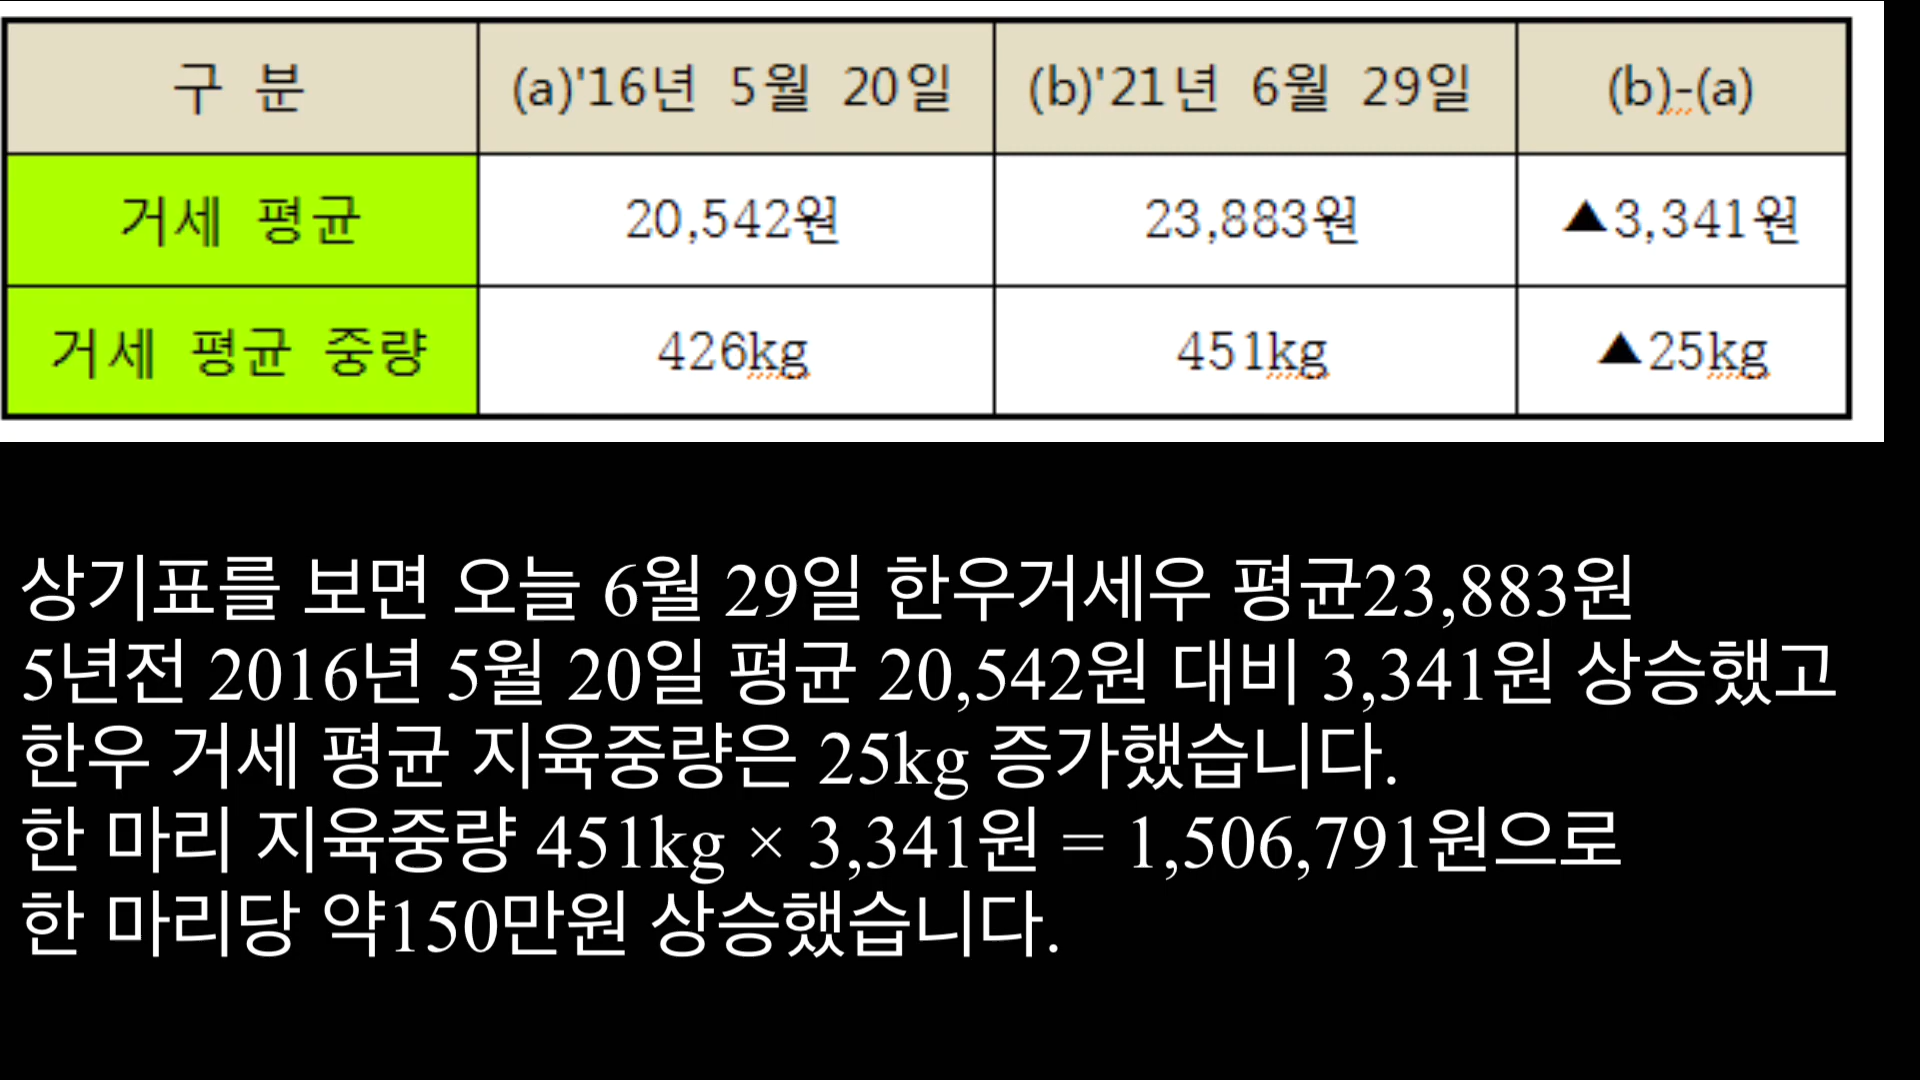 구 분 (a)'16년 5월 20일 (b)'21년 6월 29일 (b)-(a)
거세 평균 20,542원 23,883원 ▲3,341원
거세 평균 중량 426kg 451kg ▲25kg
상기표를 보면 오늘 6월 29일 한우거세우 평균23,883원
5년전 2016년 5월 20일 평균 20,542원 대비 3,341원 상승했고
한우 거세 평균 지육중량은 25kg 증가했습니다.
한 마리 지육중량 451kg × 3,341원 = 1,506,791원으로
한 마리당 약150만원 상승했습니다.